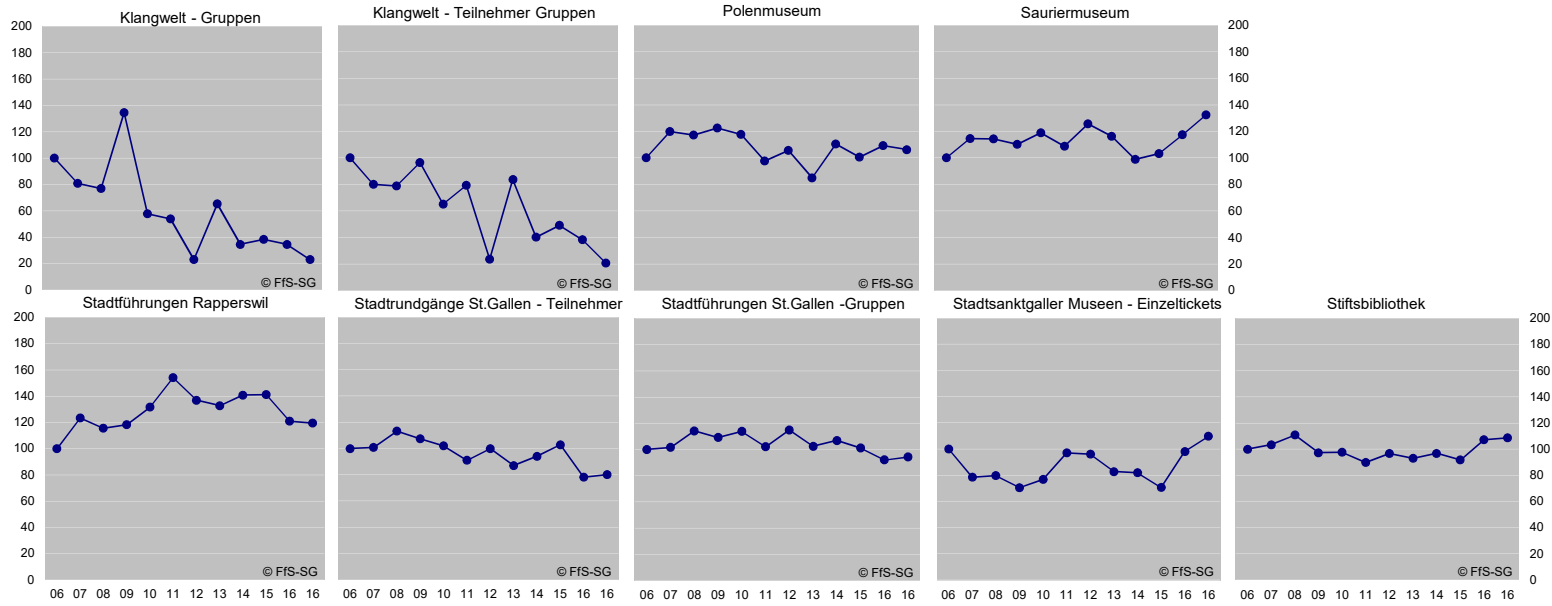 Klangwelt - Gruppen
Klangwelt - Teilnehmer Gruppen
Polenmuseum
Sauriermuseum
200 200
180 180
160 160
140 140
120 120
100 100
80 80
60 60
40 40
20 20
0 0
© FfS-SG © FfS-SG © FfS-SG © FfS-SG
Stadtführungen Rapperswil
Stadtrundgänge St.Gallen - Teilnehmer
Stadtführungen St.Gallen -Gruppen
Stadtsanktgaller Museen - Einzeltickets
Stiftsbibliothek
200 200
180 180
160 160
140 140
120 120
100 100
80 80
60 60
40 40
20 20
0 0
© FfS-SG © FfS-SG © FfS-SG © FfS-SG © FfS-SG
06 07 08 09 10 11 12 13 14 15 16 16
06 07 08 09 10 11 12 13 14 15 16 16
06 07 08 09 10 11 12 13 14 15 16 16
06 07 08 09 10 11 12 13 14 15 16 16
06 07 08 09 10 11 12 13 14 15 16 16